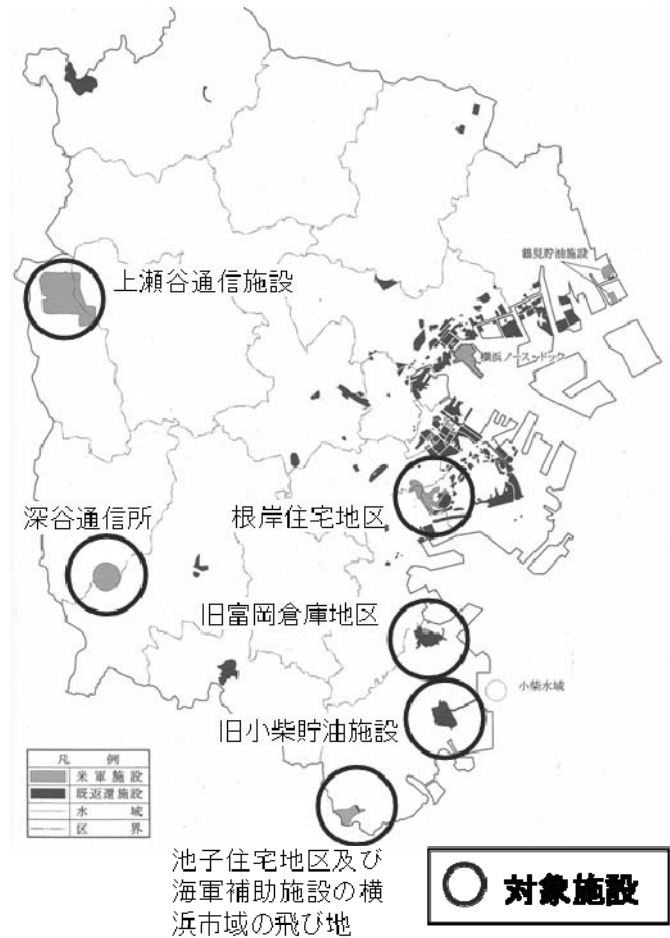 鶴見貯油施設
上瀬谷通信施設
横浜ノース・ドック
深谷通信所
根岸住宅地区
旧富岡倉庫地区
小柴水域
旧小柴貯油施設
凡例
米軍施設
既返還施設
水域
区界
池子住宅地区及び
海軍補助施設の横
浜市域の飛び地
対象施設